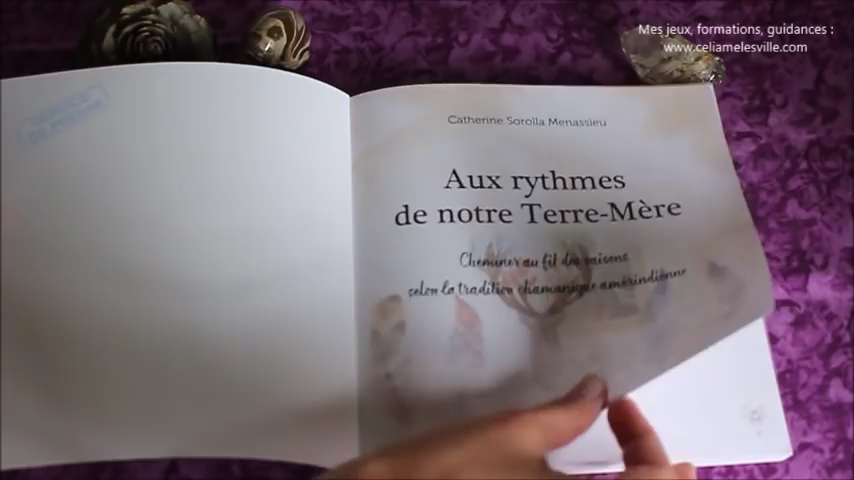 Mes jeux, formations, guidances :
www.celiamelesville.com
Catherine Sorolla Menassieu
Aux rythmes
de notre Terre-Mère
Cheminer au fil des saisons
selon la tradition chamanique amérindienne